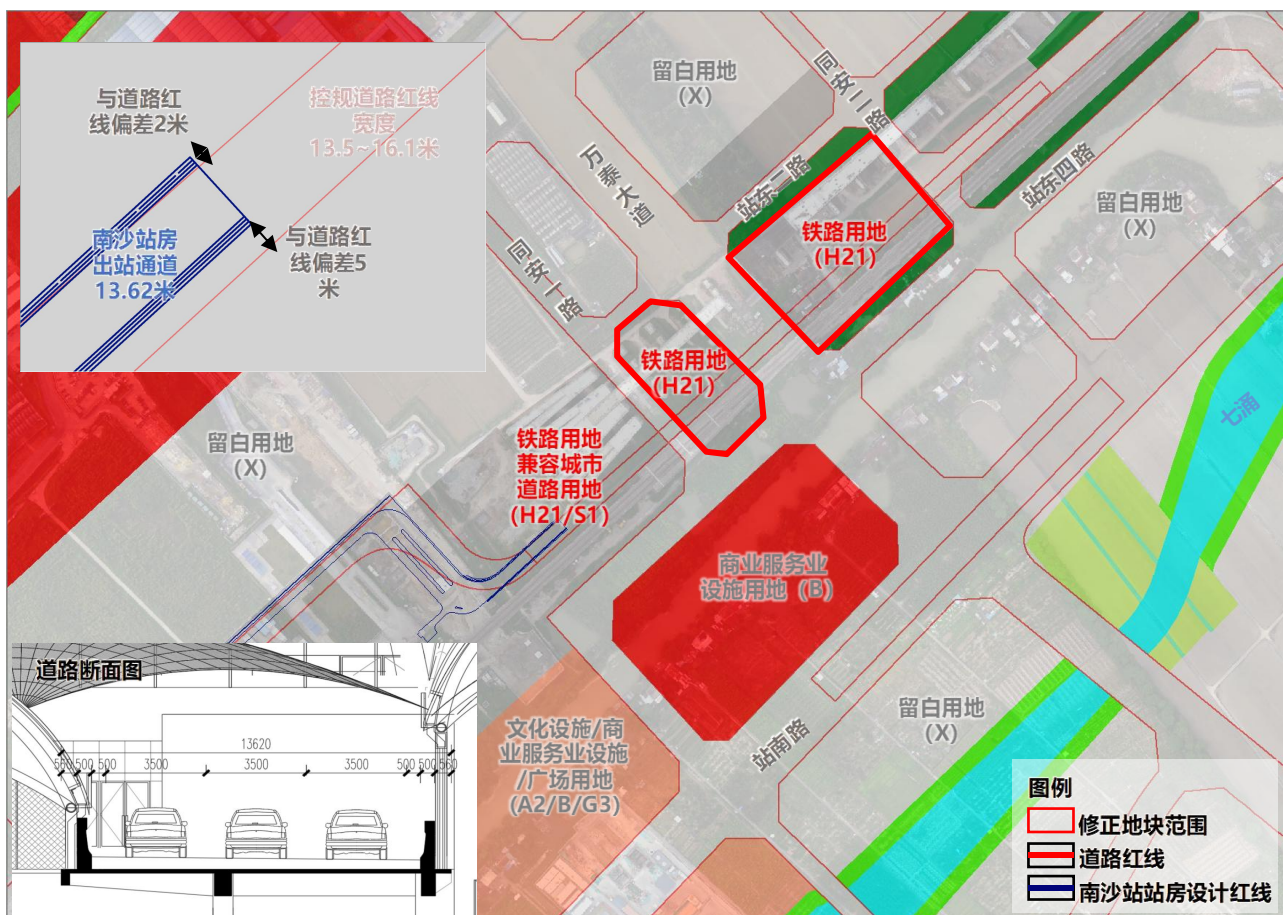 与道路红
线偏差2米
控规道路红线
宽度
13.5~16.1米
南沙站房
出站通道
13.62米
与道路红
线偏差5
米
留白用地
(X)
同安二路
万泰大道
站东二路
站东四路
留白用地
(X)
铁路用地
(H21)
同安一路
铁路用地
(H21)
七涌
留白用地
(X)
铁路用地
兼容城市
道路用地
(H21/S1)
商业服务业
设施用地 (B)
道路断面图
13620
560 500 500 3500 3500 3500 500 500 560
文化设施/商
业服务业设施
/广场用地
(A2/B/G3)
站南路
留白用地
(X)
图例
修正地块范围
道路红线
南沙站站房设计红线